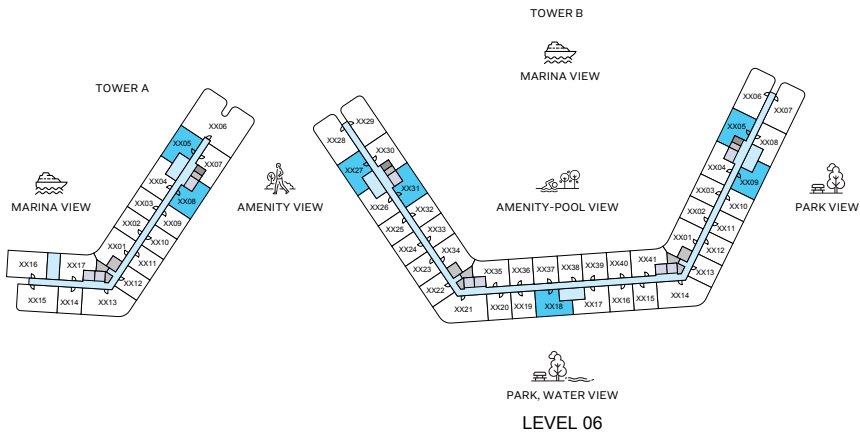 TOWER B
MARINA VIEW
TOWER A
XX06
XX05
XX07
XX04
XX08
XX03
XX09
XX02
XX10
XX01
XX11
XX16
XX17
XX12
XX15
XX14
XX13
MARINA VIEW
AMENITY VIEW
XX29
XX28
XX30
XX27
XX31
XX26
XX32
XX25
XX33
XX24
XX34
XX23
XX22
XX21
XX35
XX36
XX37
XX38
XX39
XX40
XX41
XX20
XX19
XX18
XX17
XX16
XX15
XX14
XX06
XX07
XX05
XX08
XX04
XX09
XX03
XX10
XX02
XX11
XX01
XX12
XX13
AMENITY-POOL VIEW
PARK VIEW
PARK, WATER VIEW
LEVEL 06